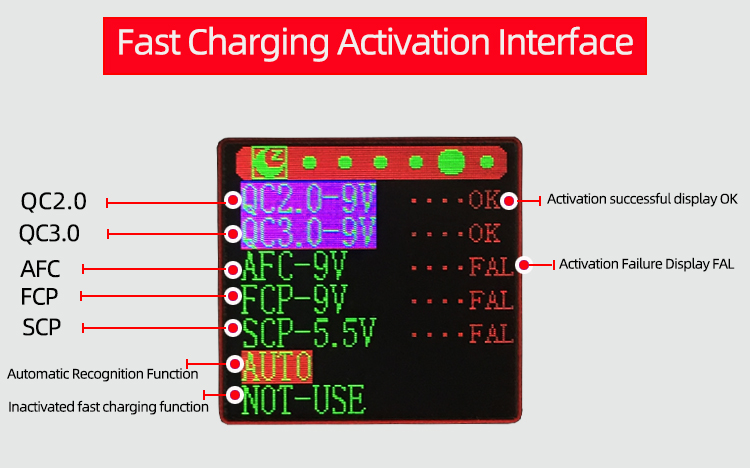 Fast Charging Activation Interface
QC2.0
QC3.0
AFC
FCP
SCP
Automatic Recognition Function
Inactivated fast charging function
z
QC2.0-9V ····OK
QC3.0-9V ····OK
AFC-9V ····FAL
FCP-9V ····FAL
SCP-5.5V ····FAL
AUTO
NOT-USE
Activation successful display OK
Activation Failure Display FAL